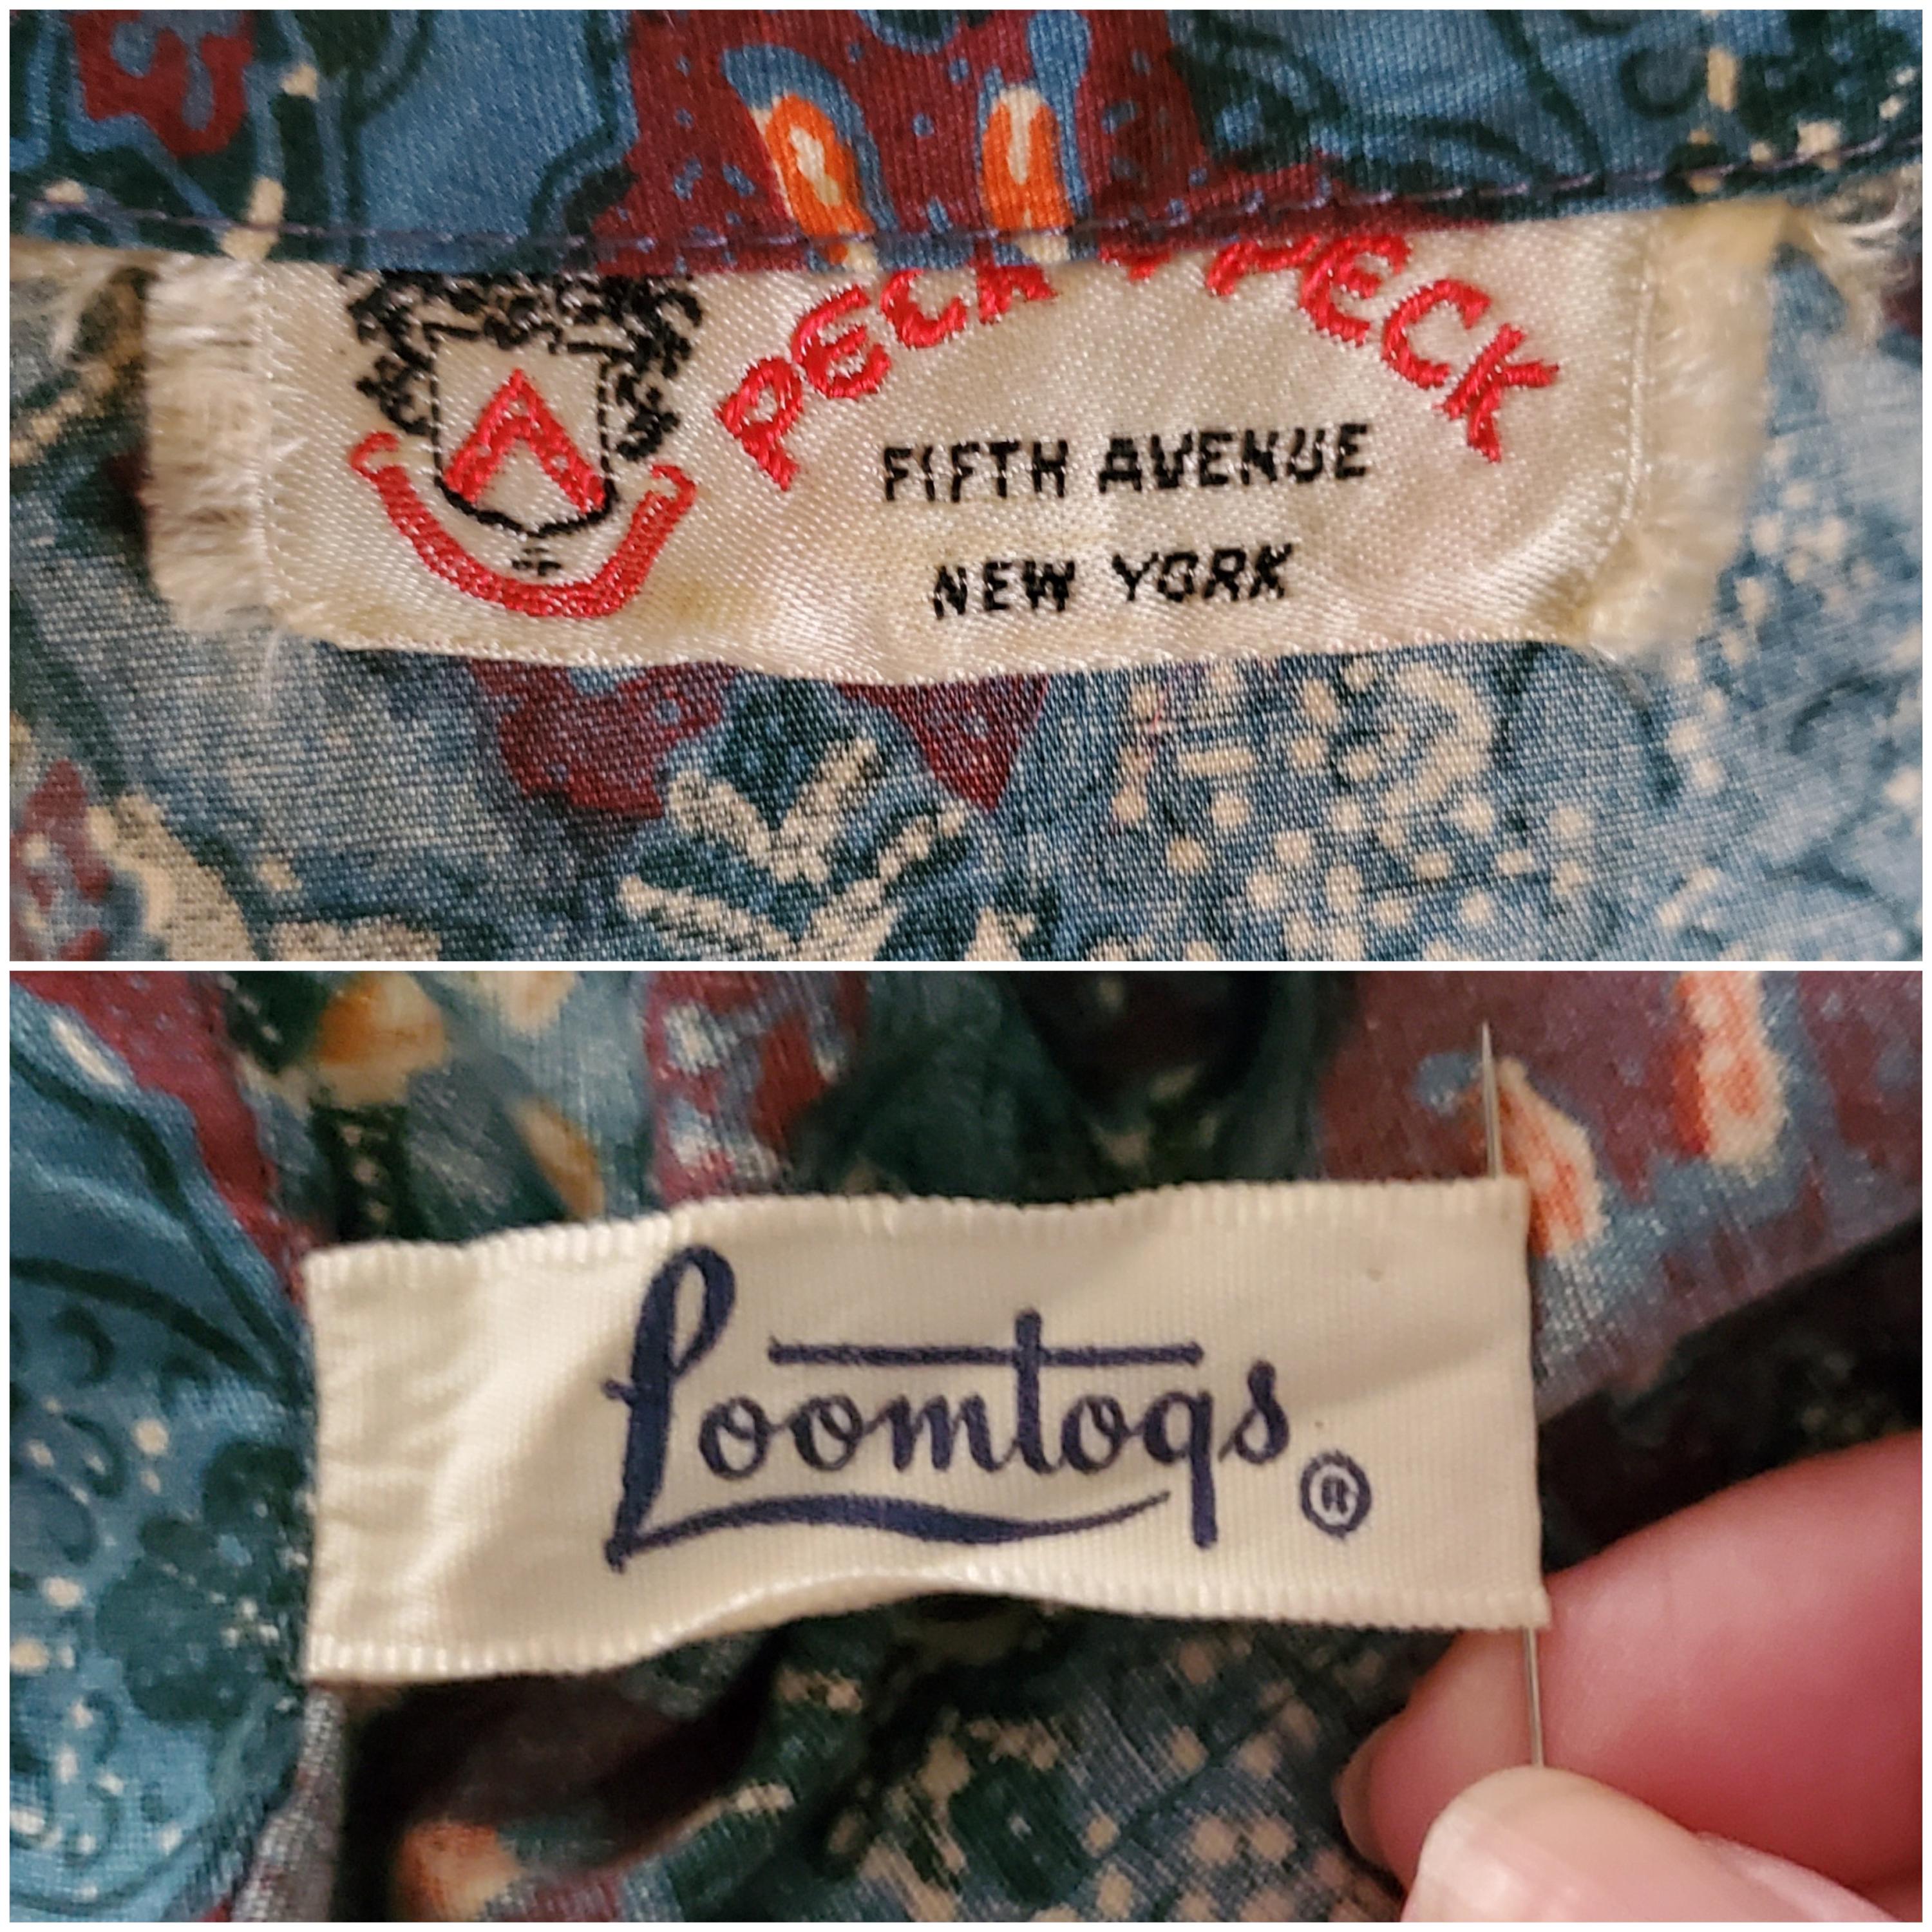 PECK & PECK
FIFTH AVENUE
NEW YORK
Loomtogs ®